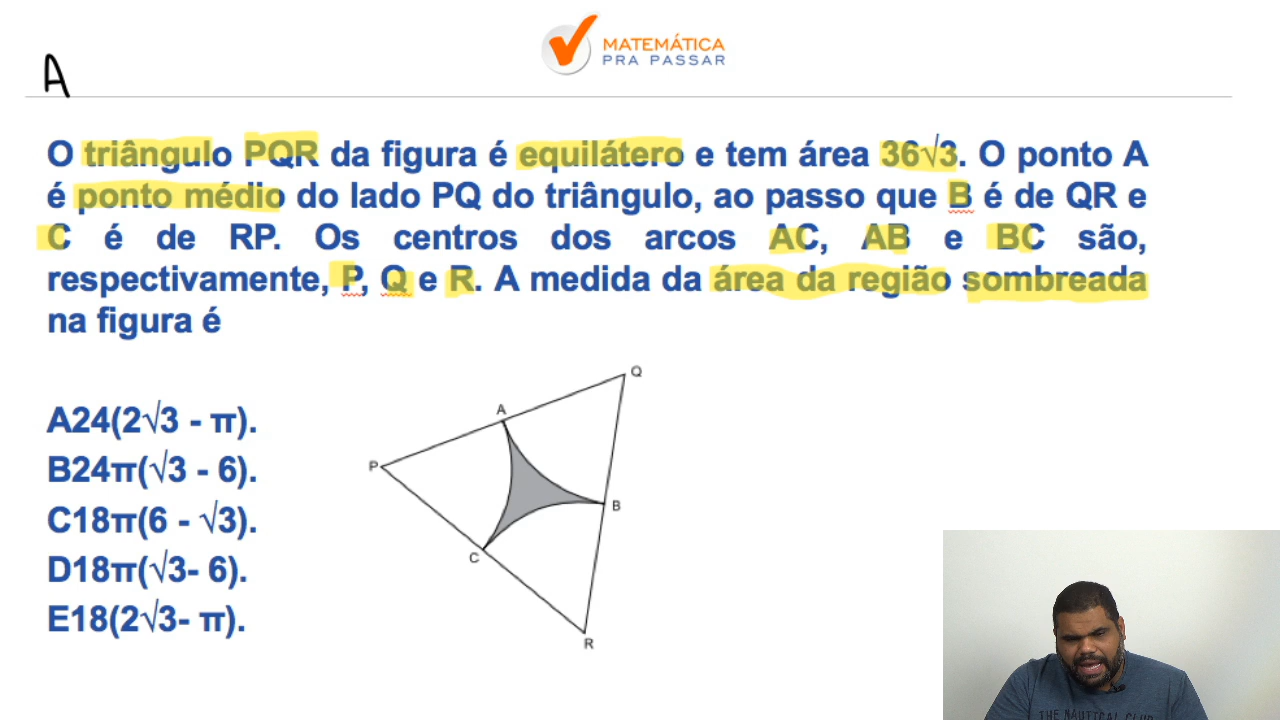 MATEMÁTICA
PRA PASSAR
A
O triângulo PQR da figura é equilátero e tem área 36√3. O ponto A
é ponto médio do lado PQ do triângulo, ao passo que B é de QR e
C é de RP. Os centros dos arcos AC, AB e BC são,
respectivamente, P, Q e R. A medida da área da região sombreada
na figura é
A24(2√3 - π).
B24π(√3 - 6).
C18π(6 - √3).
D18π(√3- 6).
E18(2√3- π).
Q
A
P
B
C
R
THE NAUTICAL CLUB